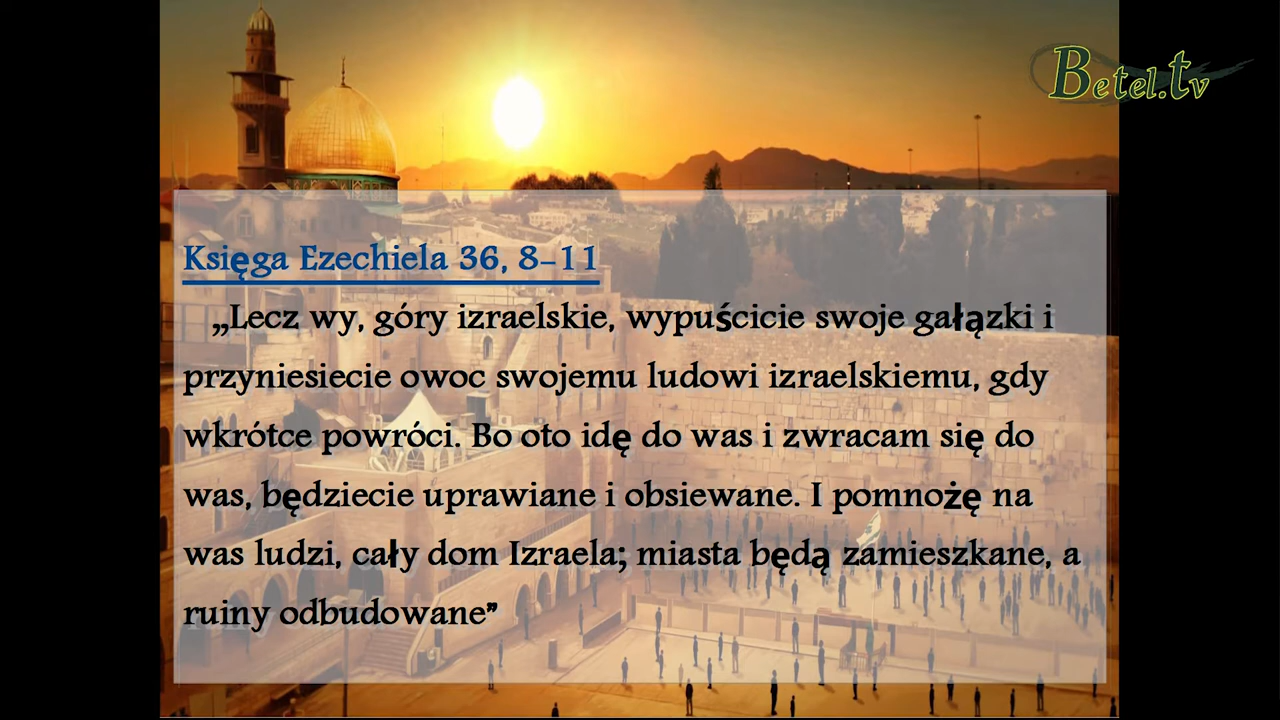 Betel.tv
Księga Ezechiela 36, 8-11
„Lecz wy, góry izraelskie, wypuścicie swoje gałązki i
przyniesiecie owoc swojemu ludowi izraelskiemu, gdy
wkrótce powróci. Bo oto idę do was i zwracam się do
was, będziecie uprawiane i obsiewane. I pomnożę na
was ludzi, cały dom Izraela; miasta będą zamieszkane, a
ruiny odbudowane”